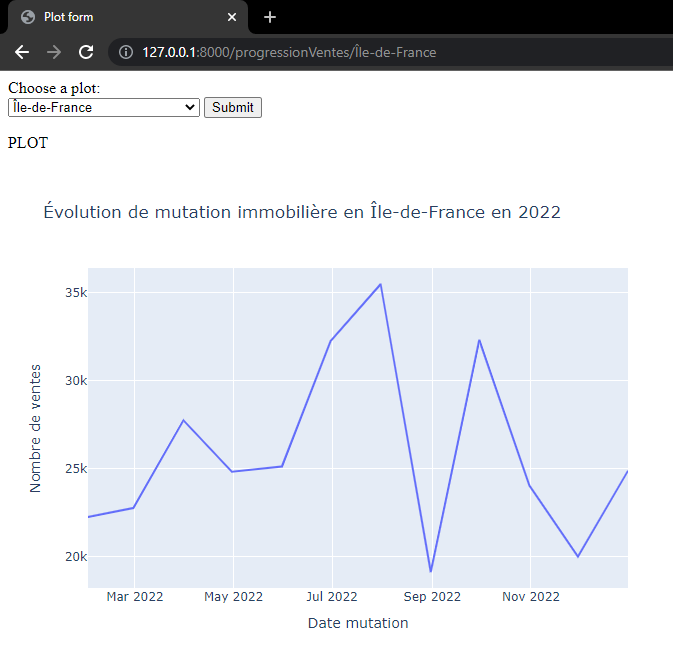 Plot form
127.0.0.1:8000/progressionVentes/Île-de-France
Choose a plot:
Île-de-France Submit
PLOT
Évolution de mutation immobilière en Île-de-France en 2022
35k
30k
25k
20k
Nombre de ventes
Mar 2022 May 2022 Jul 2022 Sep 2022 Nov 2022
Date mutation